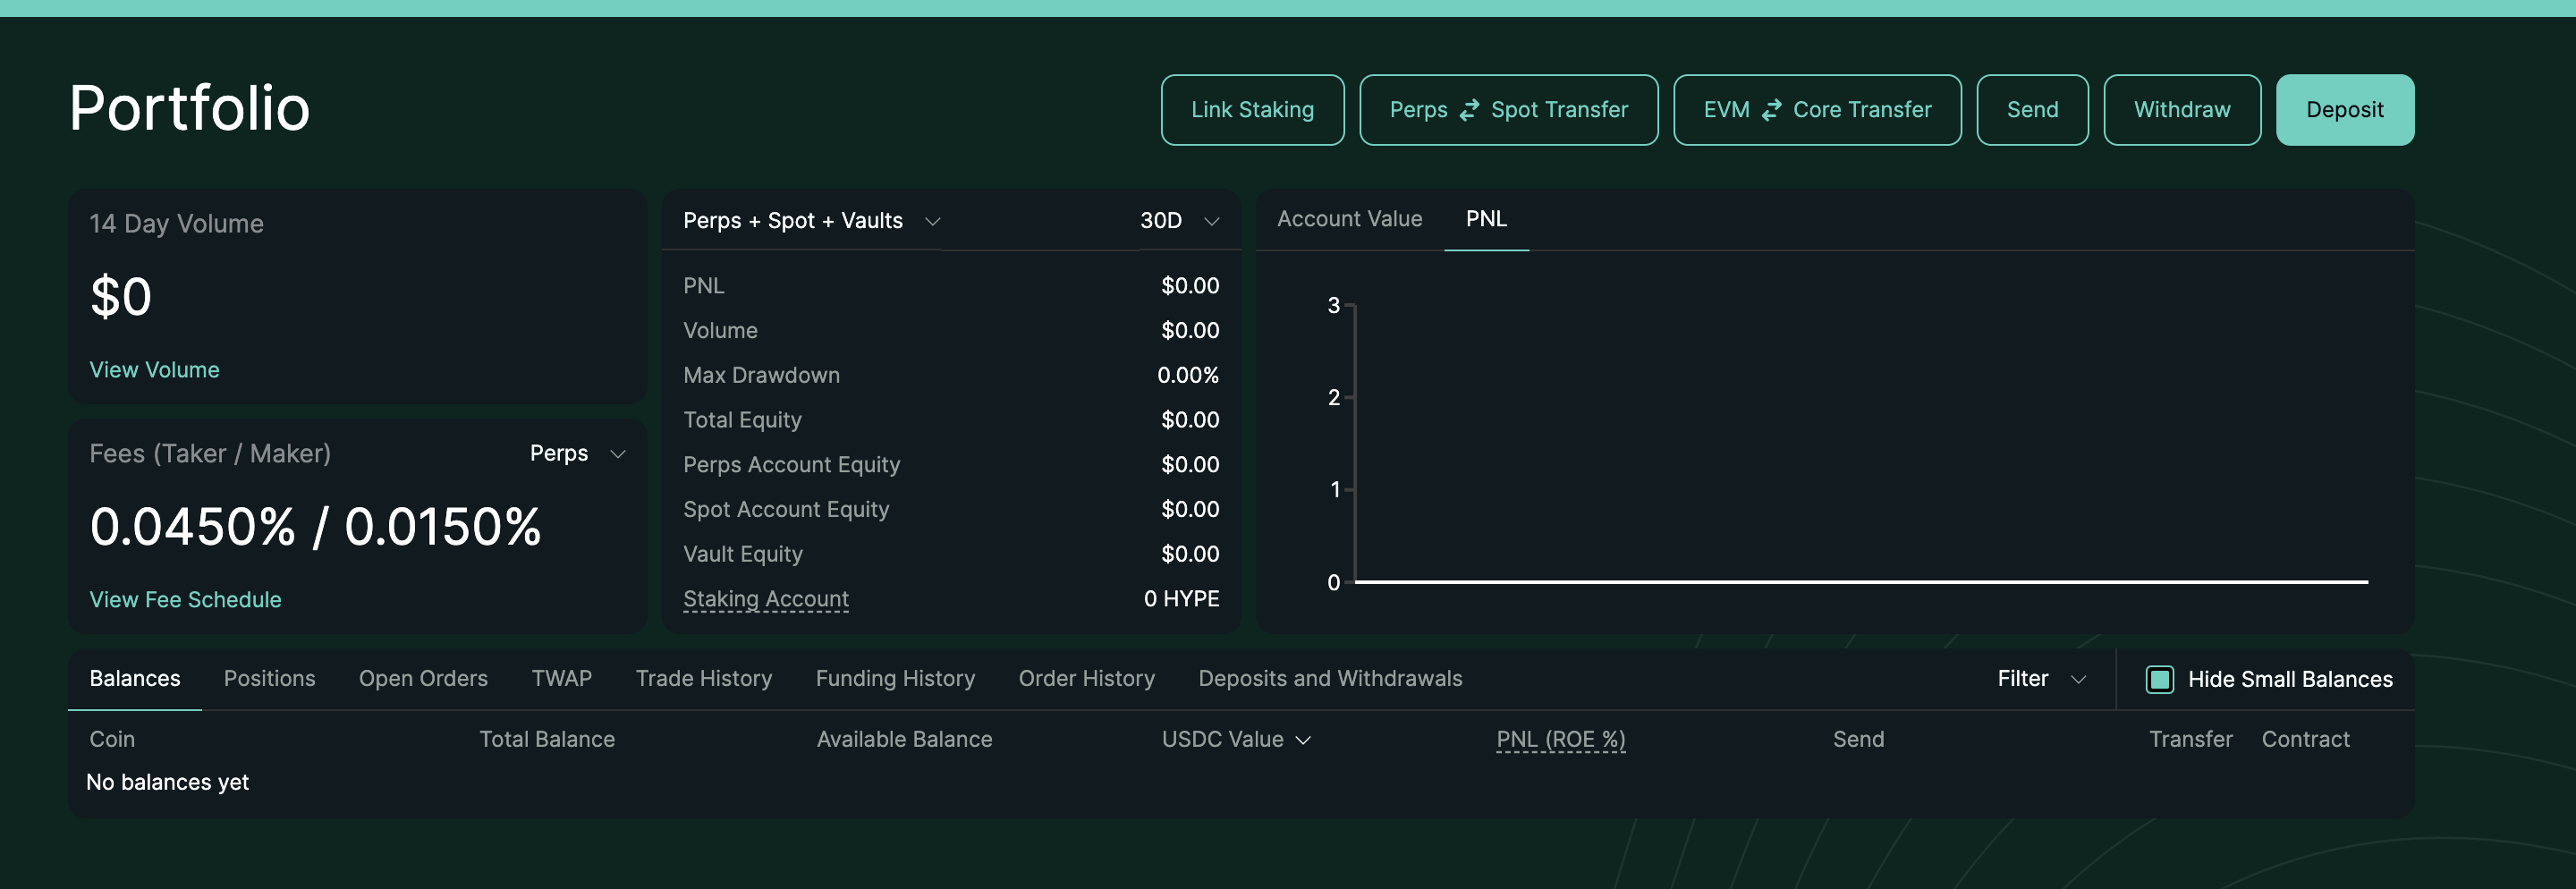 Portfolio
Link Staking
Perps Spot Transfer
EVM Core Transfer
Send
Withdraw
Deposit
14 Day Volume
$0
View Volume
Fees (Taker / Maker)
Perps
0.0450% / 0.0150%
View Fee Schedule
Perps + Spot + Vaults
30D
PNL $0.00
Volume $0.00
Max Drawdown 0.00%
Total Equity $0.00
Perps Account Equity $0.00
Spot Account Equity $0.00
Vault Equity $0.00
Staking Account 0 HYPE
Account Value
PNL
3
2
1
0
Balances Positions Open Orders TWAP Trade History Funding History Order History Deposits and Withdrawals
Filter
Hide Small Balances
Coin Total Balance Available Balance USDC Value PNL (ROE %) Send Transfer Contract
No balances yet